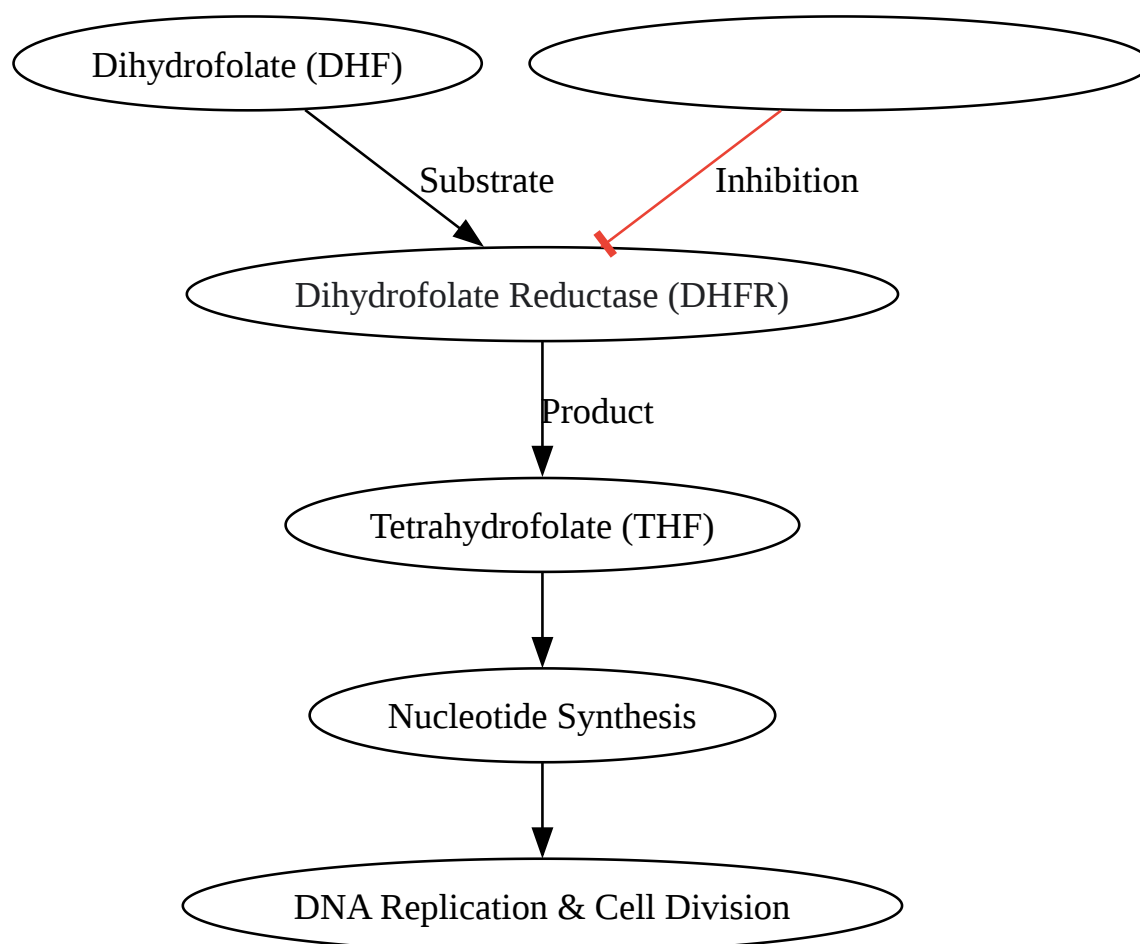 Dihydrofolate (DHF)
Substrate
Inhibition
Dihydrofolate Reductase (DHFR)
Product
Tetrahydrofolate (THF)
Nucleotide Synthesis
DNA Replication & Cell Division